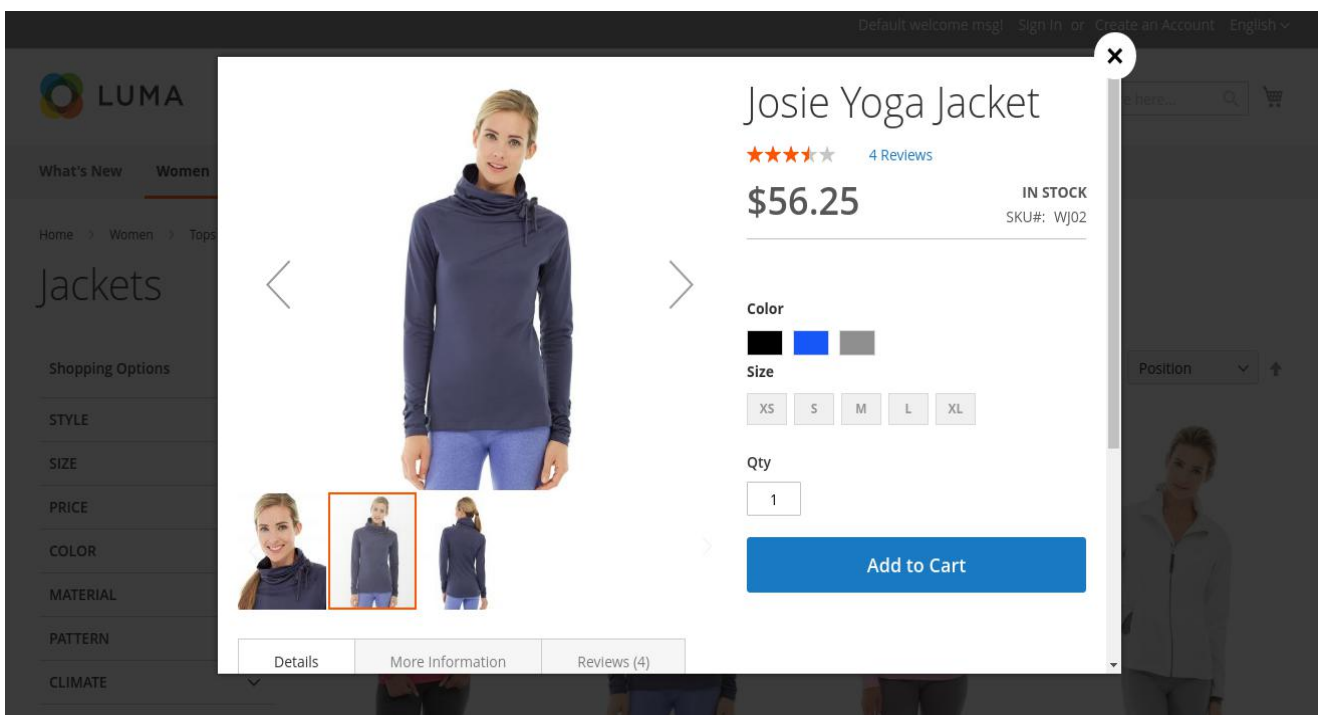 Default welcome msg! Sign In or Create an Account English
LUMA
e here...
What's New Women
Home > Women > Tops
Jackets
Shopping Options
STYLE
SIZE
PRICE
COLOR
MATERIAL
PATTERN
CLIMATE
Position
Josie Yoga Jacket
4 Reviews
$56.25
IN STOCK
SKU#: WJ02
Color
Size
XS S M L XL
Qty
1
Add to Cart
Details More Information Reviews (4)